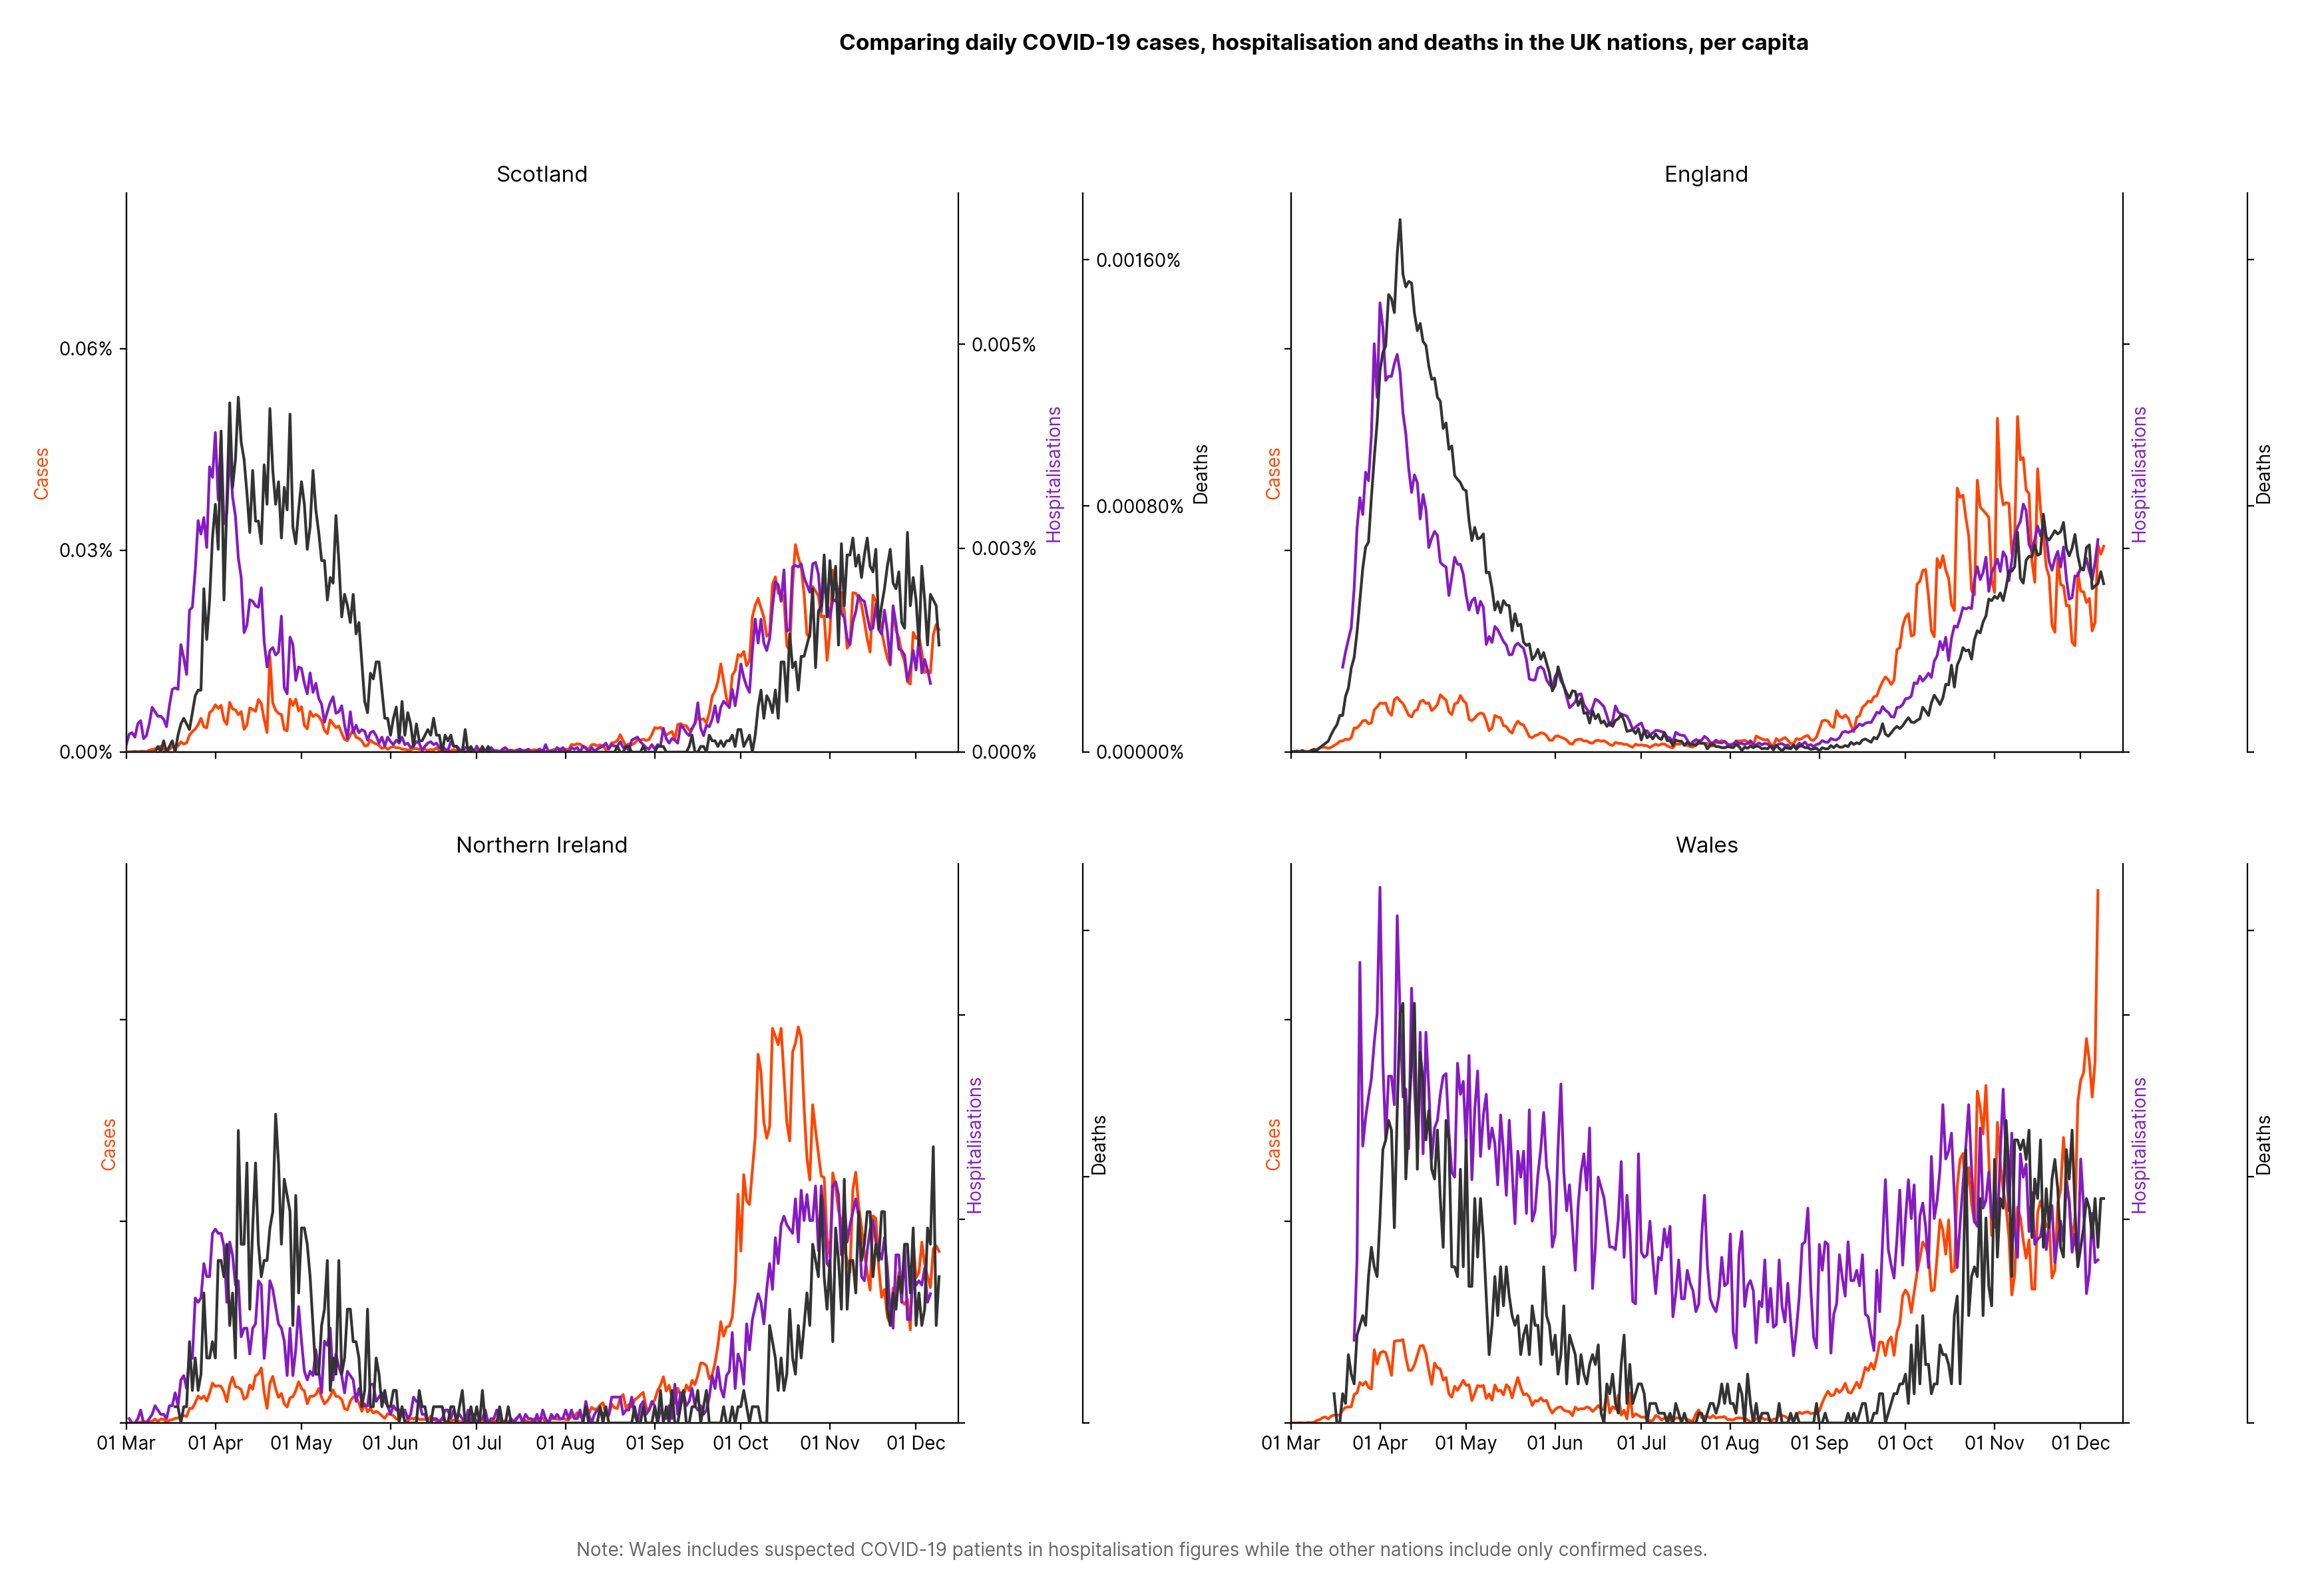 Comparing daily COVID-19 cases, hospitalisation and deaths in the UK nations, per capita
Scotland
England
0.06%
0.03%
0.00%
Cases
0.005%
0.003%
0.000%
Hospitalisations
0.00160%
0.00080%
0.00000%
Deaths
Cases
Hospitalisations
Deaths
Northern Ireland
Wales
Cases
Hospitalisations
Deaths
Cases
Hospitalisations
Deaths
01 Mar 01 Apr 01 May 01 Jun 01 Jul 01 Aug 01 Sep 01 Oct 01 Nov 01 Dec
01 Mar 01 Apr 01 May 01 Jun 01 Jul 01 Aug 01 Sep 01 Oct 01 Nov 01 Dec
Note: Wales includes suspected COVID-19 patients in hospitalisation figures while the other nations include only confirmed cases.